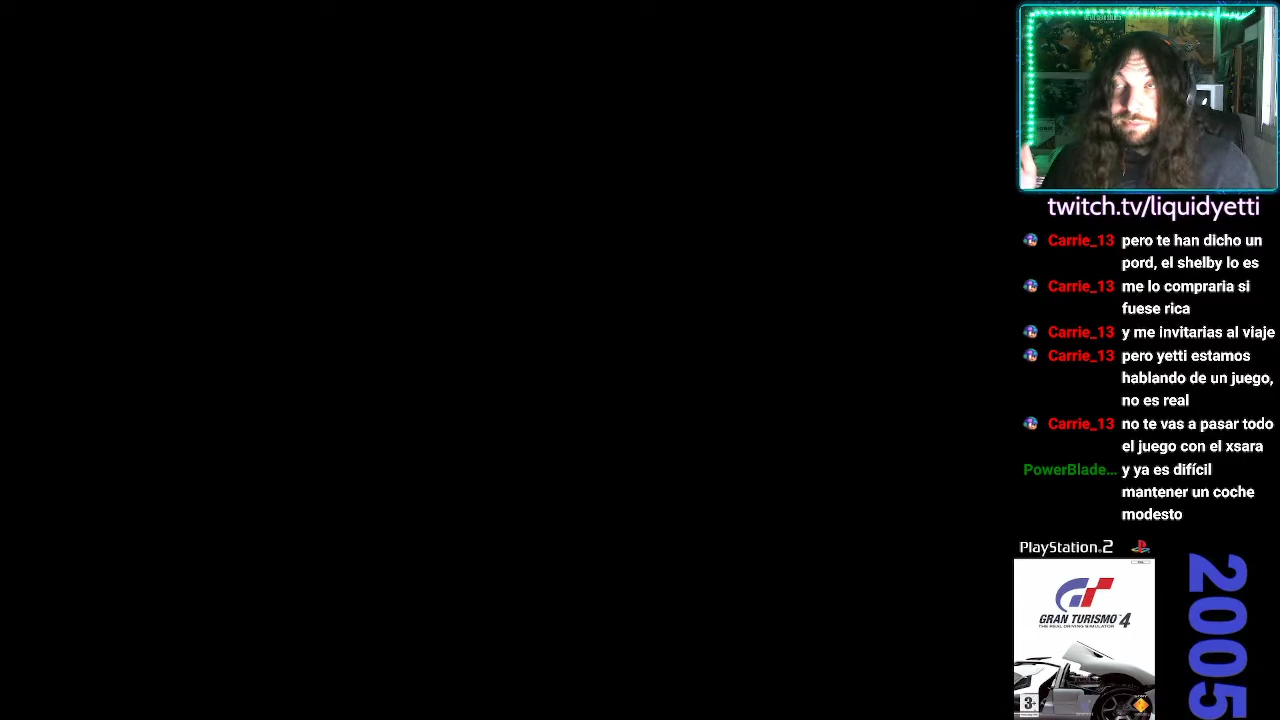 twitch.tv/liquidyetti
Carrie_13 pero te han dicho un
pord, el shelby lo es
Carrie_13 me lo compraria si
fuese rica
Carrie_13 y me invitarias al viaje
Carrie_13 pero yetti estamos
hablando de un juego,
no es real
Carrie_13 no te vas a pasar todo
el juego con el xsara
PowerBlade... y ya es difícil
mantener un coche
modesto
PlayStation.2
GRAN TURISMO 4
THE REAL DRIVING SIMULATOR
3+
SONY
2005